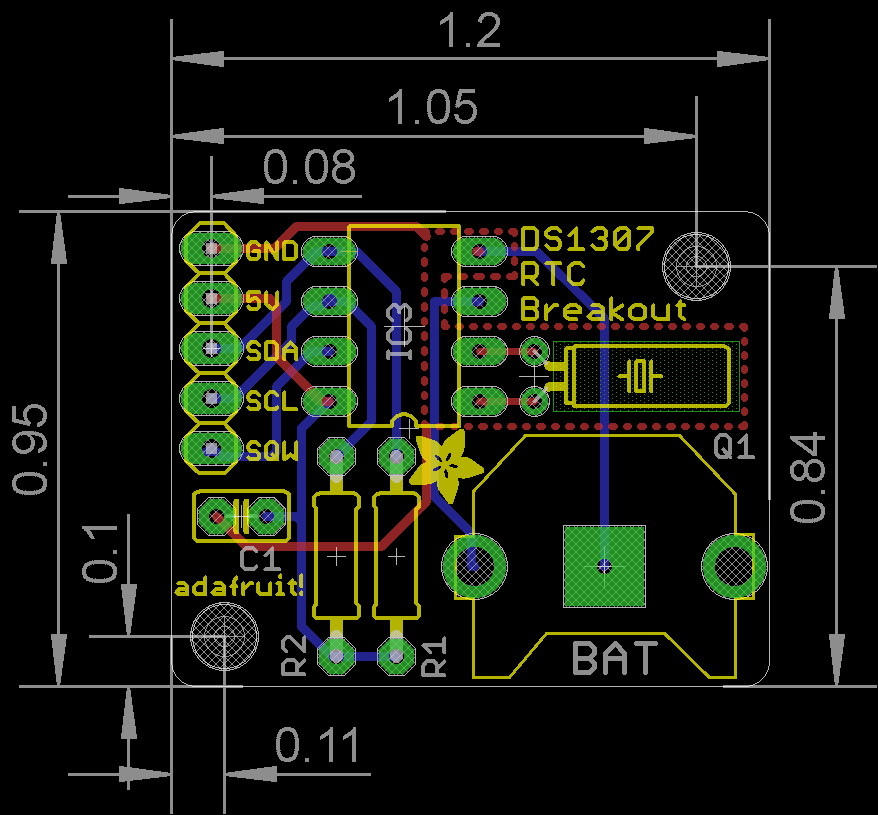 1.2
1.05
0.08
GND
5V
SDA
SCL
SQW
IC3
DS1307
RTC
Breakout
Q1
0.95
0.84
0.1
C1
adafruit!
R2
R1
BAT
0.11